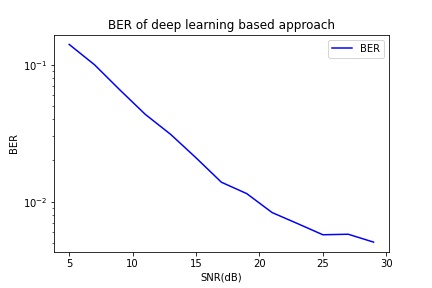 BER of deep learning based approach
BER
10⁻¹
10⁻²
BER
5 10 15 20 25 30
SNR(dB)